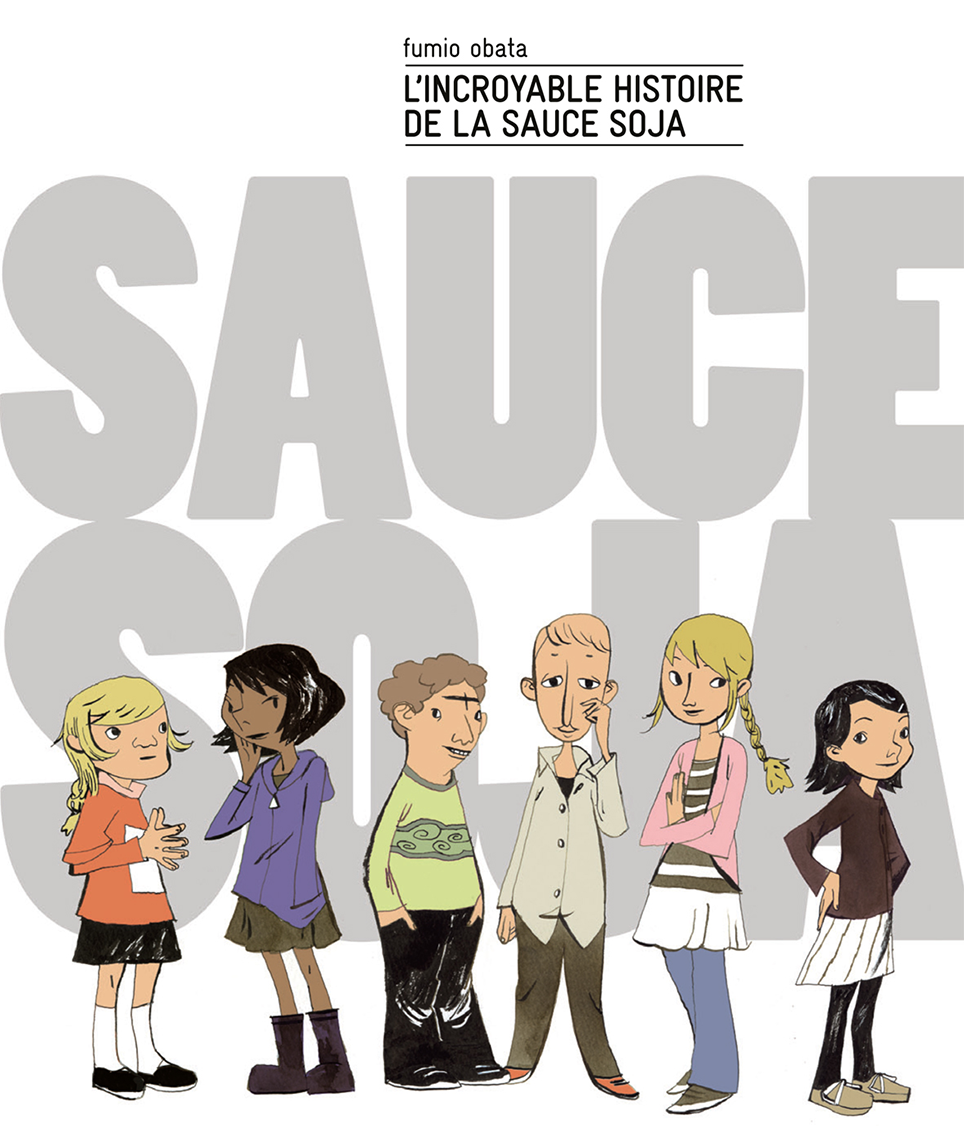 fumio obata
L'INCROYABLE HISTOIRE
DE LA SAUCE SOJA
SAUCE
SOJA